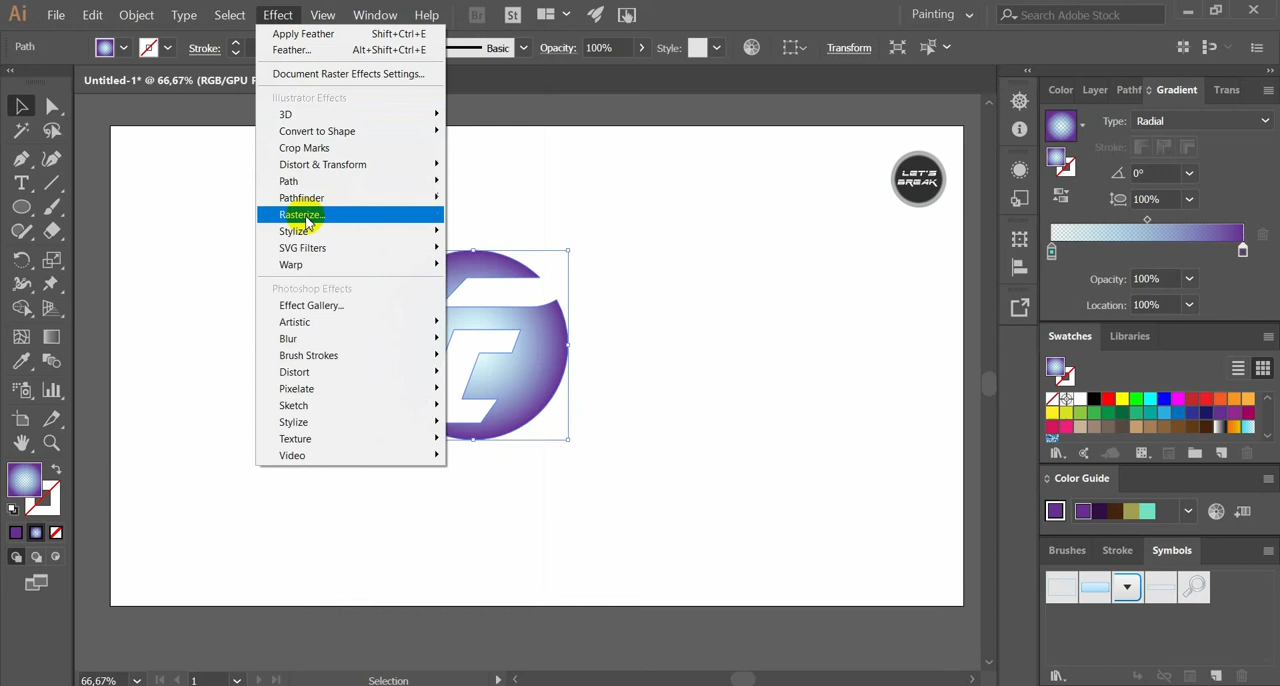 Ai File Edit Object Type Select Effect View Window Help Br St Painting Search Adobe Stock
Path Stroke: Basic Opacity: 100% Style: Transform
Untitled-1* @ 66,67% (RGB/GPU P
Apply Feather Shift+Ctrl+E
Feather... Alt+Shift+Ctrl+E
Document Raster Effects Settings...
Illustrator Effects
3D
Convert to Shape
Crop Marks
Distort & Transform
Path
Pathfinder
Rasterize...
Stylize
SVG Filters
Warp
Photoshop Effects
Effect Gallery...
Artistic
Blur
Brush Strokes
Distort
Pixelate
Sketch
Stylize
Texture
Video
LET'S
BREAK
Color Layer Pathf Gradient Trans
Type: Radial
Stroke:
0°
100%
Opacity: 100%
Location: 100%
Swatches Libraries
Color Guide
Brushes Stroke Symbols
66,67% 1 Selection